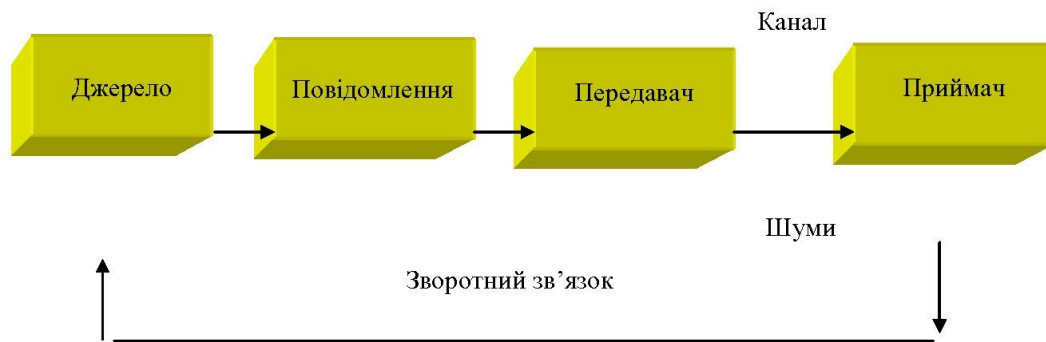 Канал
Джерело
Повідомлення
Передавач
Приймач
Шуми
Зворотний зв’язок